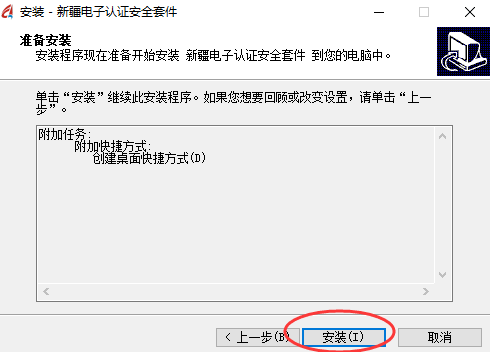 安装 - 新疆电子认证安全套件
准备安装
安装程序现在准备开始安装 新疆电子认证安全套件 到您的电脑中。
单击“安装”继续此安装程序。如果您想要回顾或改变设置，请单击“上一
步”。
附加任务:
附加快捷方式:
创建桌面快捷方式(D)
< 上一步(B)
安装(I)
取消